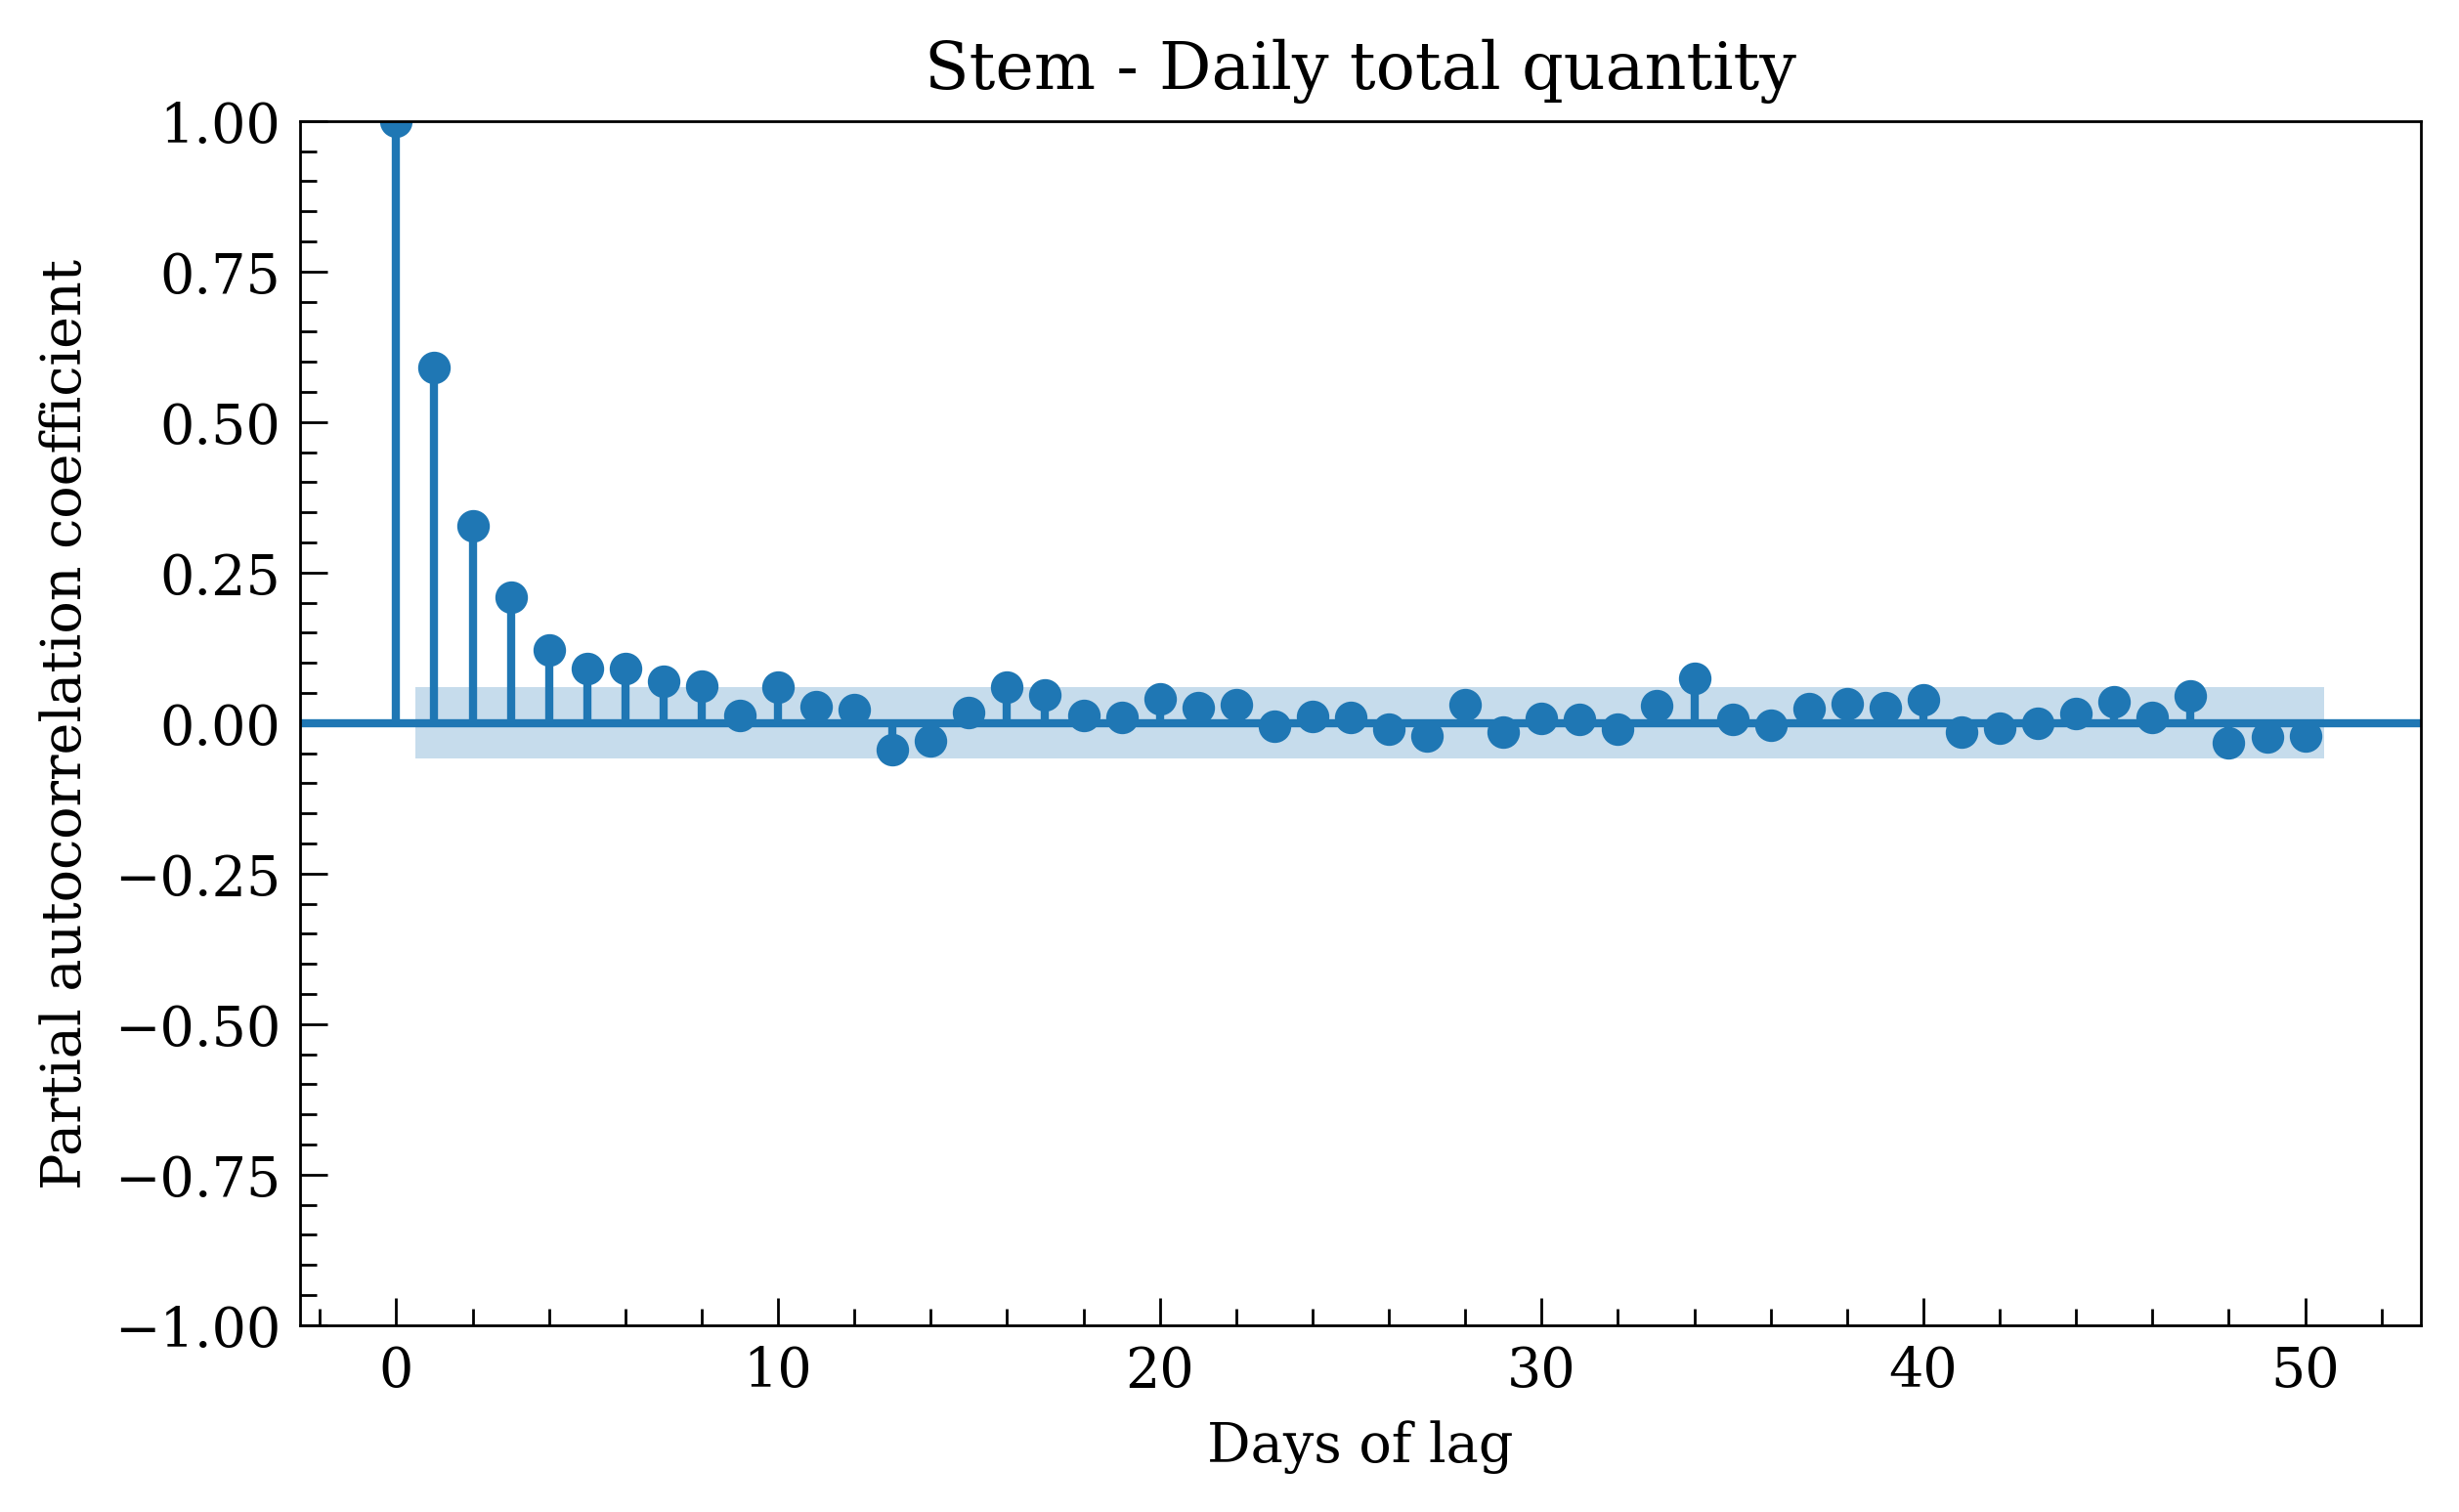 Stem - Daily total quantity
Partial autocorrelation coefficient
1.00
0.75
0.50
0.25
0.00
−0.25
−0.50
−0.75
−1.00
0 10 20 30 40 50
Days of lag